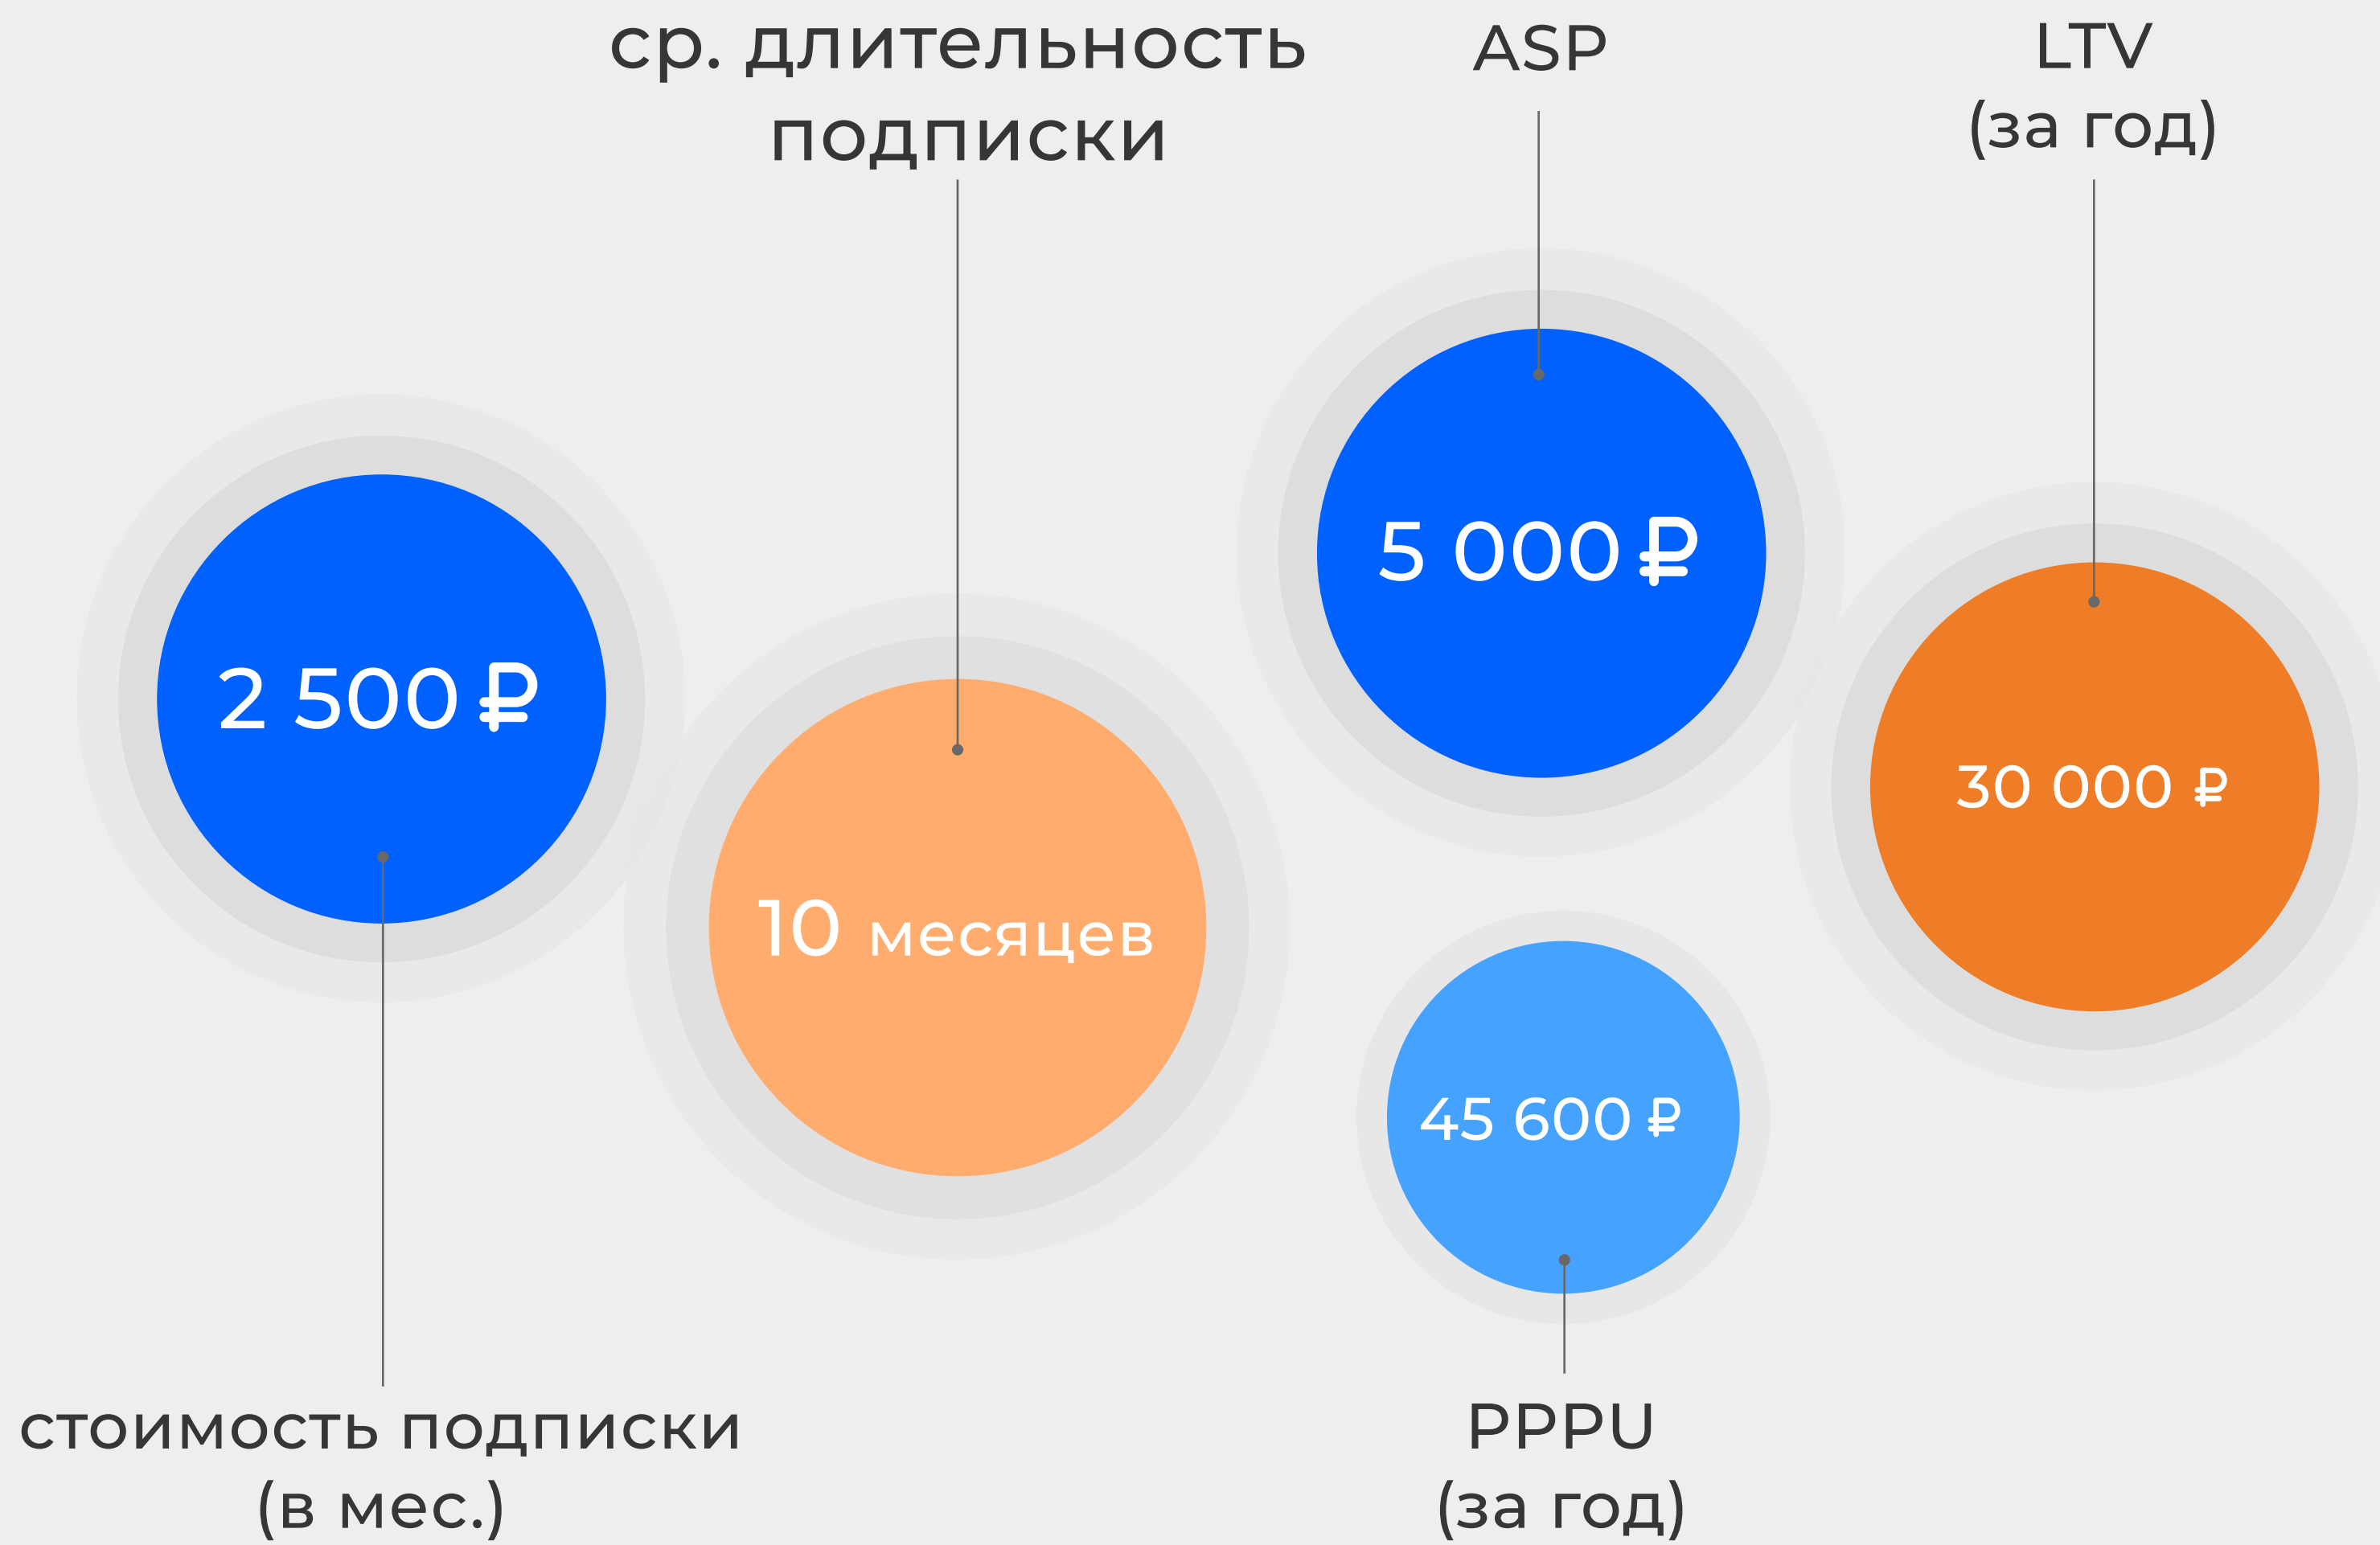 ср. длительность
подписки
ASP
LTV
(за год)
2 500 ₽
10 месяцев
5 000 ₽
30 000 ₽
45 600 ₽
стоимость подписки
(в мес.)
PPPU
(за год)